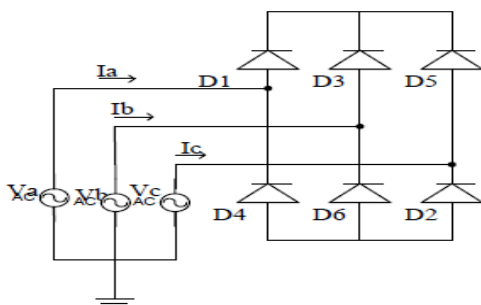 Ia
D1 D3 D5
Ib
Ic
Va Vb Vc
AC AC AC
D4 D6 D2